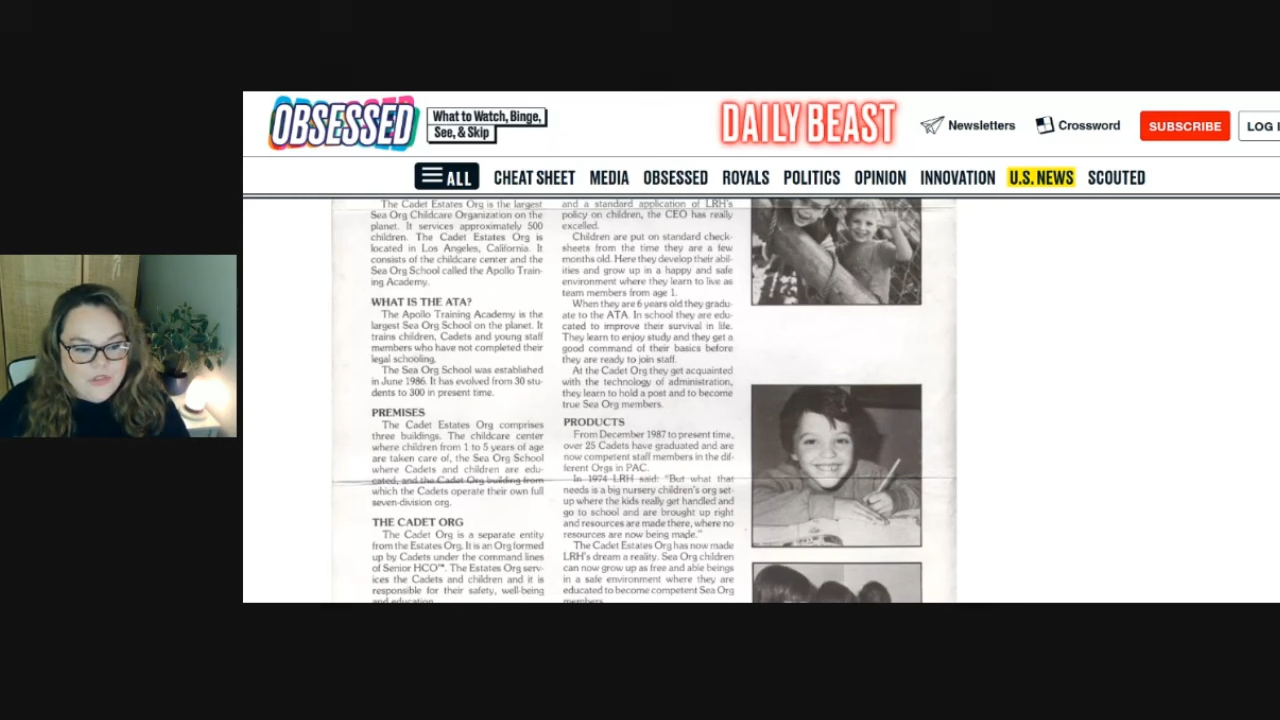 OBSESSED
What to Watch, Binge,
See, & Skip
DAILY BEAST
Newsletters
Crossword
SUBSCRIBE
LOG I
ALL CHEAT SHEET MEDIA OBSESSED ROYALS POLITICS OPINION INNOVATION U.S. NEWS SCOUTED
The Cadet Estates Org is the largest
Sea Org Childcare Organization on the
planet. It services approximately 500
children. The Cadet Estates Org is
located in Los Angeles, California. It
consists of the childcare center and the
Sea Org School called the Apollo Train-
ing Academy.
WHAT IS THE ATA?
The Apollo Training Academy is the
largest Sea Org School on the planet. It
trains children, Cadets and young staff
members who have not completed their
legal schooling.
The Sea Org School was established
in June 1986. It has evolved from 30 stu-
dents to 300 in present time.
PREMISES
The Cadet Estates Org comprises
three buildings. The childcare center
where children from 1 to 5 years of age
are taken care of, the Sea Org School
where Cadets and children are edu-
cated, and the Cadet Org building from
which the Cadets operate their own full
seven-division org.
THE CADET ORG
The Cadet Org is a separate entity
from the Estates Org. It is an Org formed
up by Cadets under the command lines
of Senior HCO™. The Estates Org serv-
ices the Cadets and children and it is
responsible for their safety, well-being
and education.
and a standard application of LRH's
policy on children, the CEO has really
excelled.
Children are put on standard check-
sheets from the time they are a few
months old. Here they develop their abil-
ities and grow up in a happy and safe
environment where they learn to live as
team members from age 1.
When they are 6 years old they gradu-
ate to the ATA. In school they are edu-
cated to improve their survival in life.
They learn to enjoy study and they get a
good command of their basics before
they are ready to join staff.
At the Cadet Org they get acquainted
with the technology of administration,
they learn to hold a post and to become
true Sea Org members.
PRODUCTS
From December 1987 to present time,
over 25 Cadets have graduated and are
now competent staff members in the dif-
ferent Orgs in PAC.
In 1974 LRH said: "But what that
needs is a big nursery children's org set-
up where the kids really get handled and
go to school and are brought up right
and resources are made there, where no
resources are now being made."
The Cadet Estates Org has now made
LRH's dream a reality. Sea Org children
can now grow up as free and able beings
in a safe environment where they are
educated to become competent Sea Org
members.